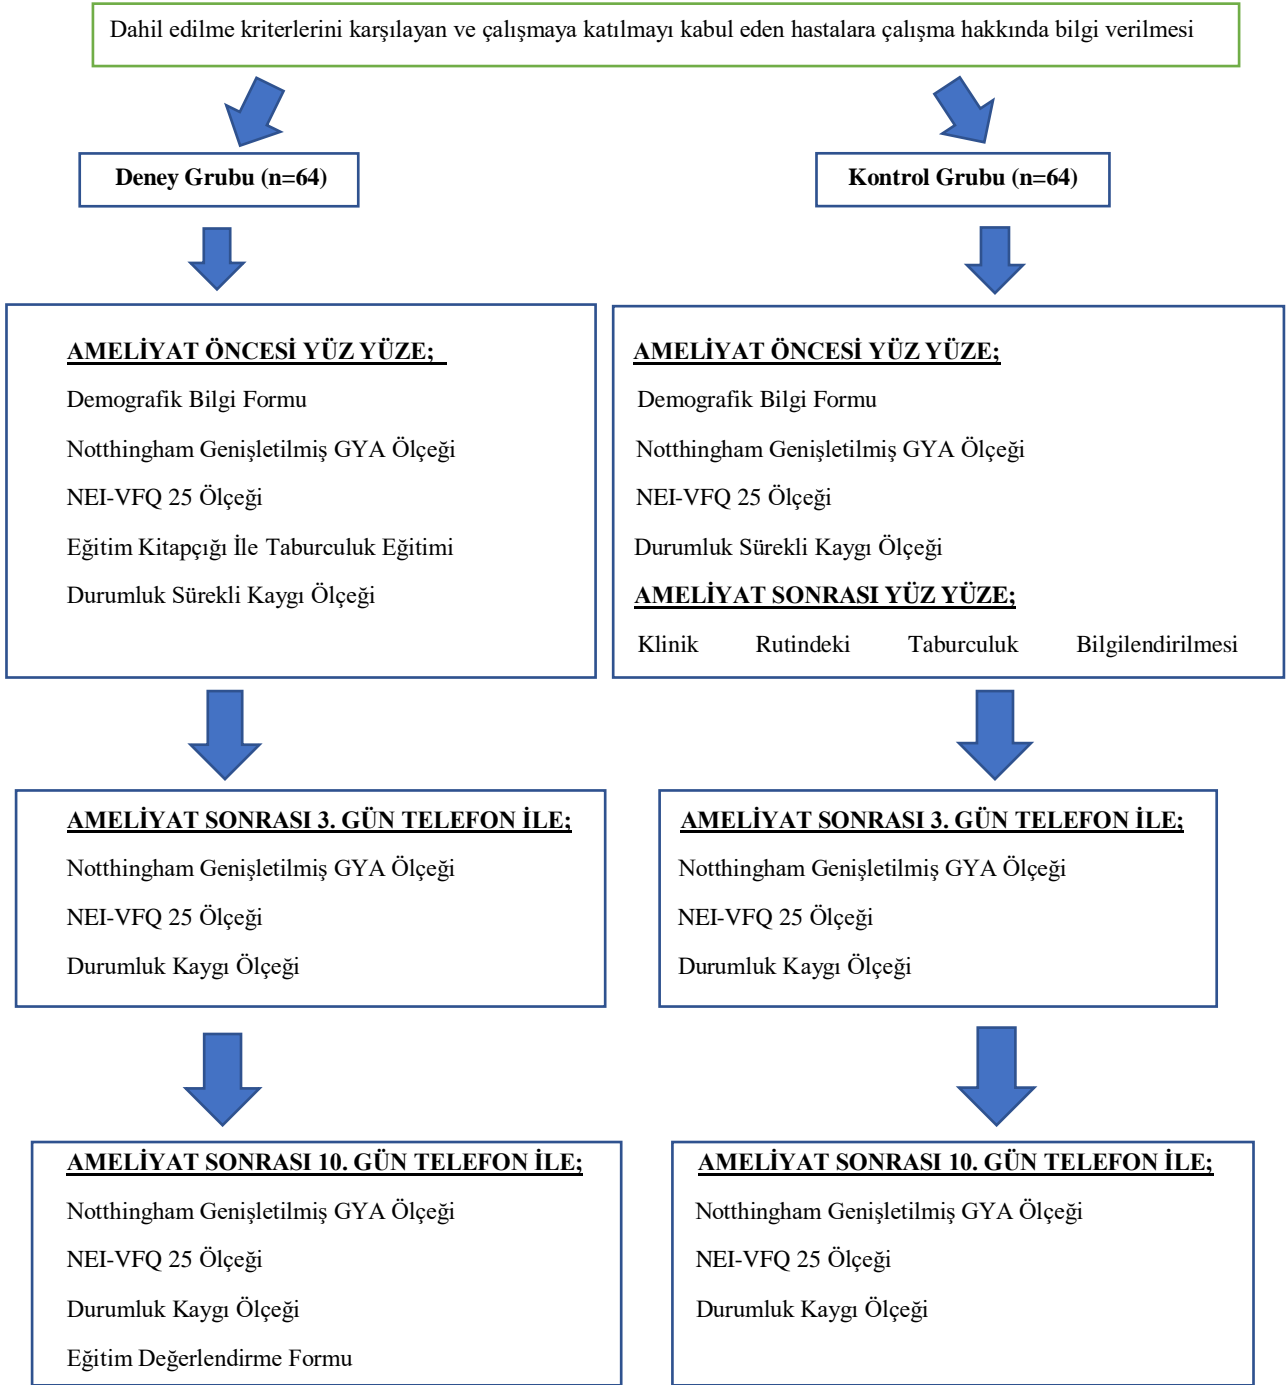 Dahil edilme kriterlerini karşılayan ve çalışmaya katılmayı kabul eden hastalara çalışma hakkında bilgi verilmesi
Deney Grubu (n=64)
Kontrol Grubu (n=64)
AMELİYAT ÖNCESİ YÜZ YÜZE;
Demografik Bilgi Formu
Notthingham Genişletilmiş GYA Ölçeği
NEI-VFQ 25 Ölçeği
Eğitim Kitapçığı İle Taburculuk Eğitimi
Durumluk Sürekli Kaygı Ölçeği
AMELİYAT ÖNCESİ YÜZ YÜZE;
Demografik Bilgi Formu
Notthingham Genişletilmiş GYA Ölçeği
NEI-VFQ 25 Ölçeği
Durumluk Sürekli Kaygı Ölçeği
AMELİYAT SONRASI YÜZ YÜZE;
Klinik Rutindeki Taburculuk Bilgilendirilmesi
AMELİYAT SONRASI 3. GÜN TELEFON İLE;
Notthingham Genişletilmiş GYA Ölçeği
NEI-VFQ 25 Ölçeği
Durumluk Kaygı Ölçeği
AMELİYAT SONRASI 3. GÜN TELEFON İLE;
Notthingham Genişletilmiş GYA Ölçeği
NEI-VFQ 25 Ölçeği
Durumluk Kaygı Ölçeği
AMELİYAT SONRASI 10. GÜN TELEFON İLE;
Notthingham Genişletilmiş GYA Ölçeği
NEI-VFQ 25 Ölçeği
Durumluk Kaygı Ölçeği
Eğitim Değerlendirme Formu
AMELİYAT SONRASI 10. GÜN TELEFON İLE;
Notthingham Genişletilmiş GYA Ölçeği
NEI-VFQ 25 Ölçeği
Durumluk Kaygı Ölçeği